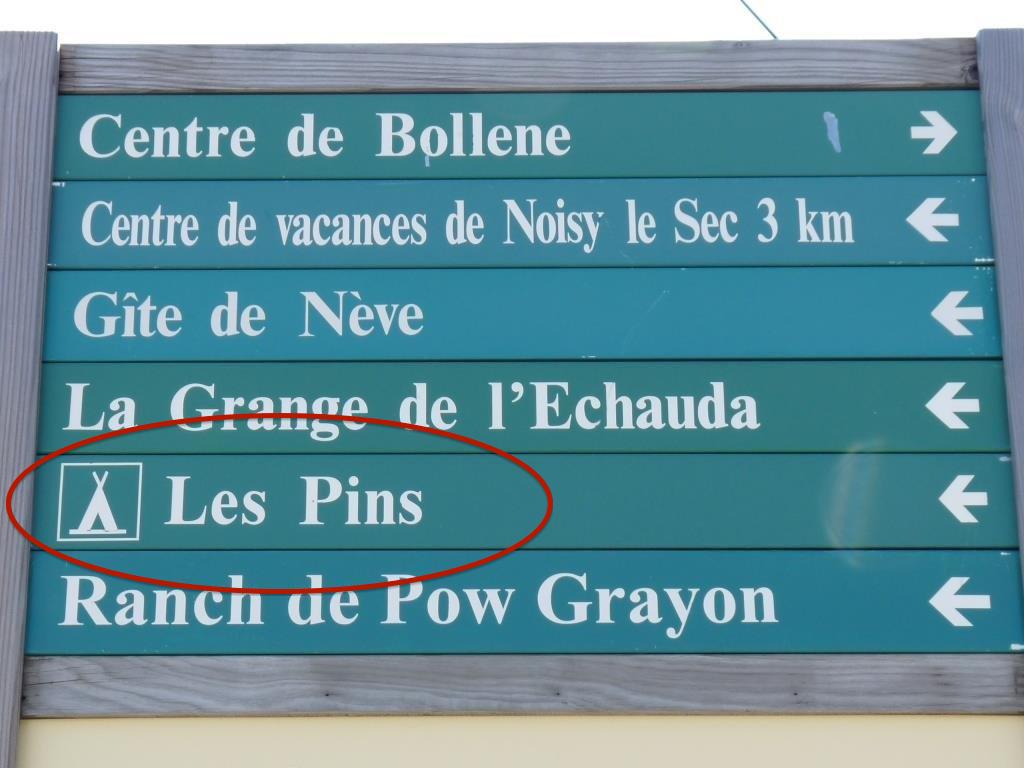 Centre de Bollene
Centre de vacances de Noisy le Sec 3 km
Gîte de Nève
La Grange de l'Echauda
Les Pins
Ranch de Pow Grayon